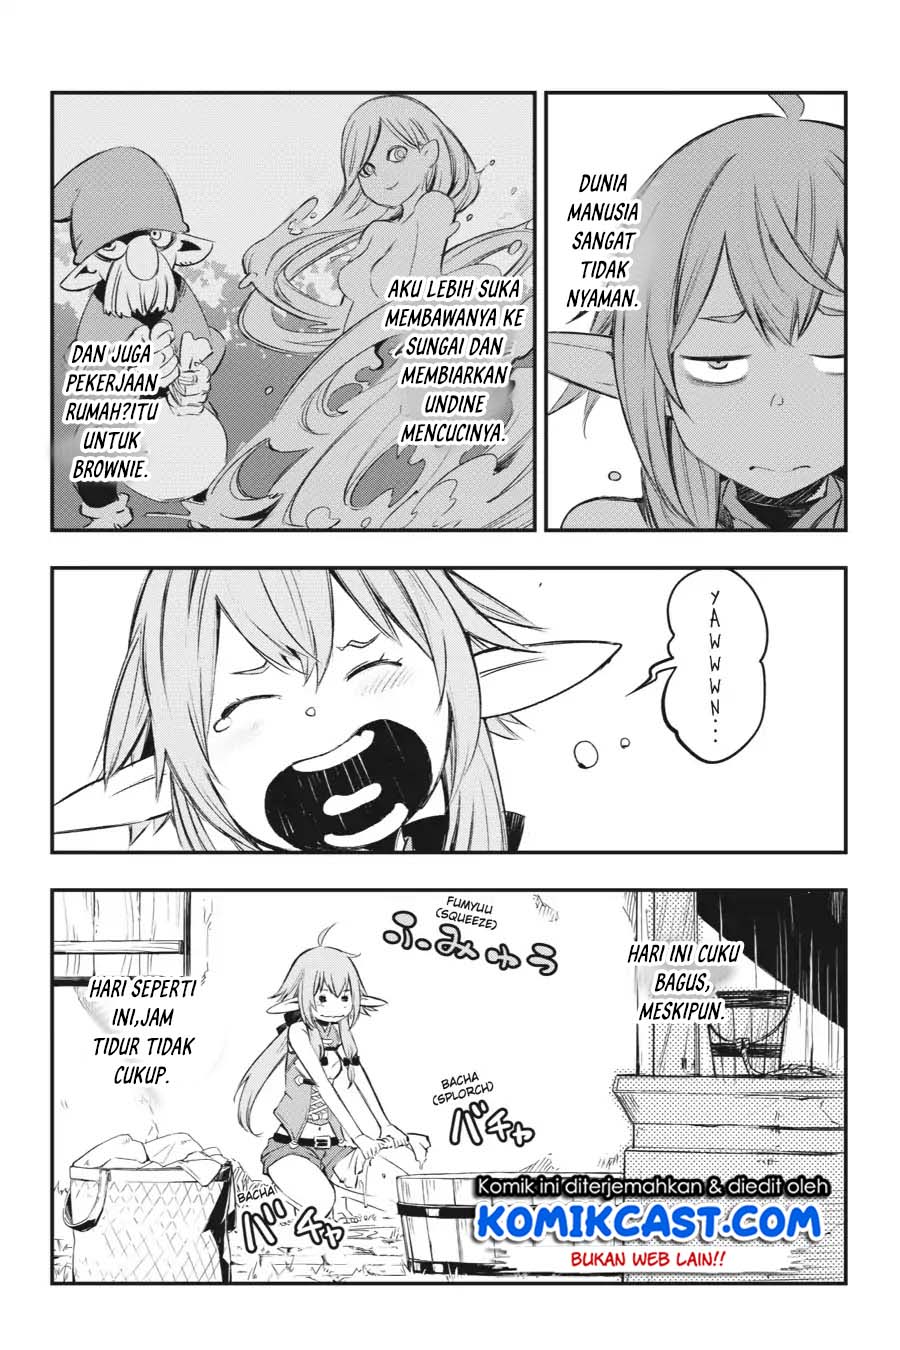 DUNIA
MANUSIA
SANGAT
TIDAK
NYAMAN.
AKU LEBIH SUKA
MEMBAWANYA KE
SUNGAI DAN
MEMBIARKAN
UNDINE
MENCUCINYA.
DAN JUGA
PEKERJAAN
RUMAH?ITU
UNTUK
BROWNIE.
YAWWWN...
HARI INI CUKU
BAGUS,
MESKIPUN.
FUMYUU
(SQUEEZE)
ふみゅう
HARI SEPERTI
INI,JAM
TIDUR TIDAK
CUKUP.
BACHA
(SPLORCH)
バチャ
BACHA
バチャ
Komik ini diterjemahkan & diedit oleh
KOMIKCAST.COM
BUKAN WEB LAIN!!